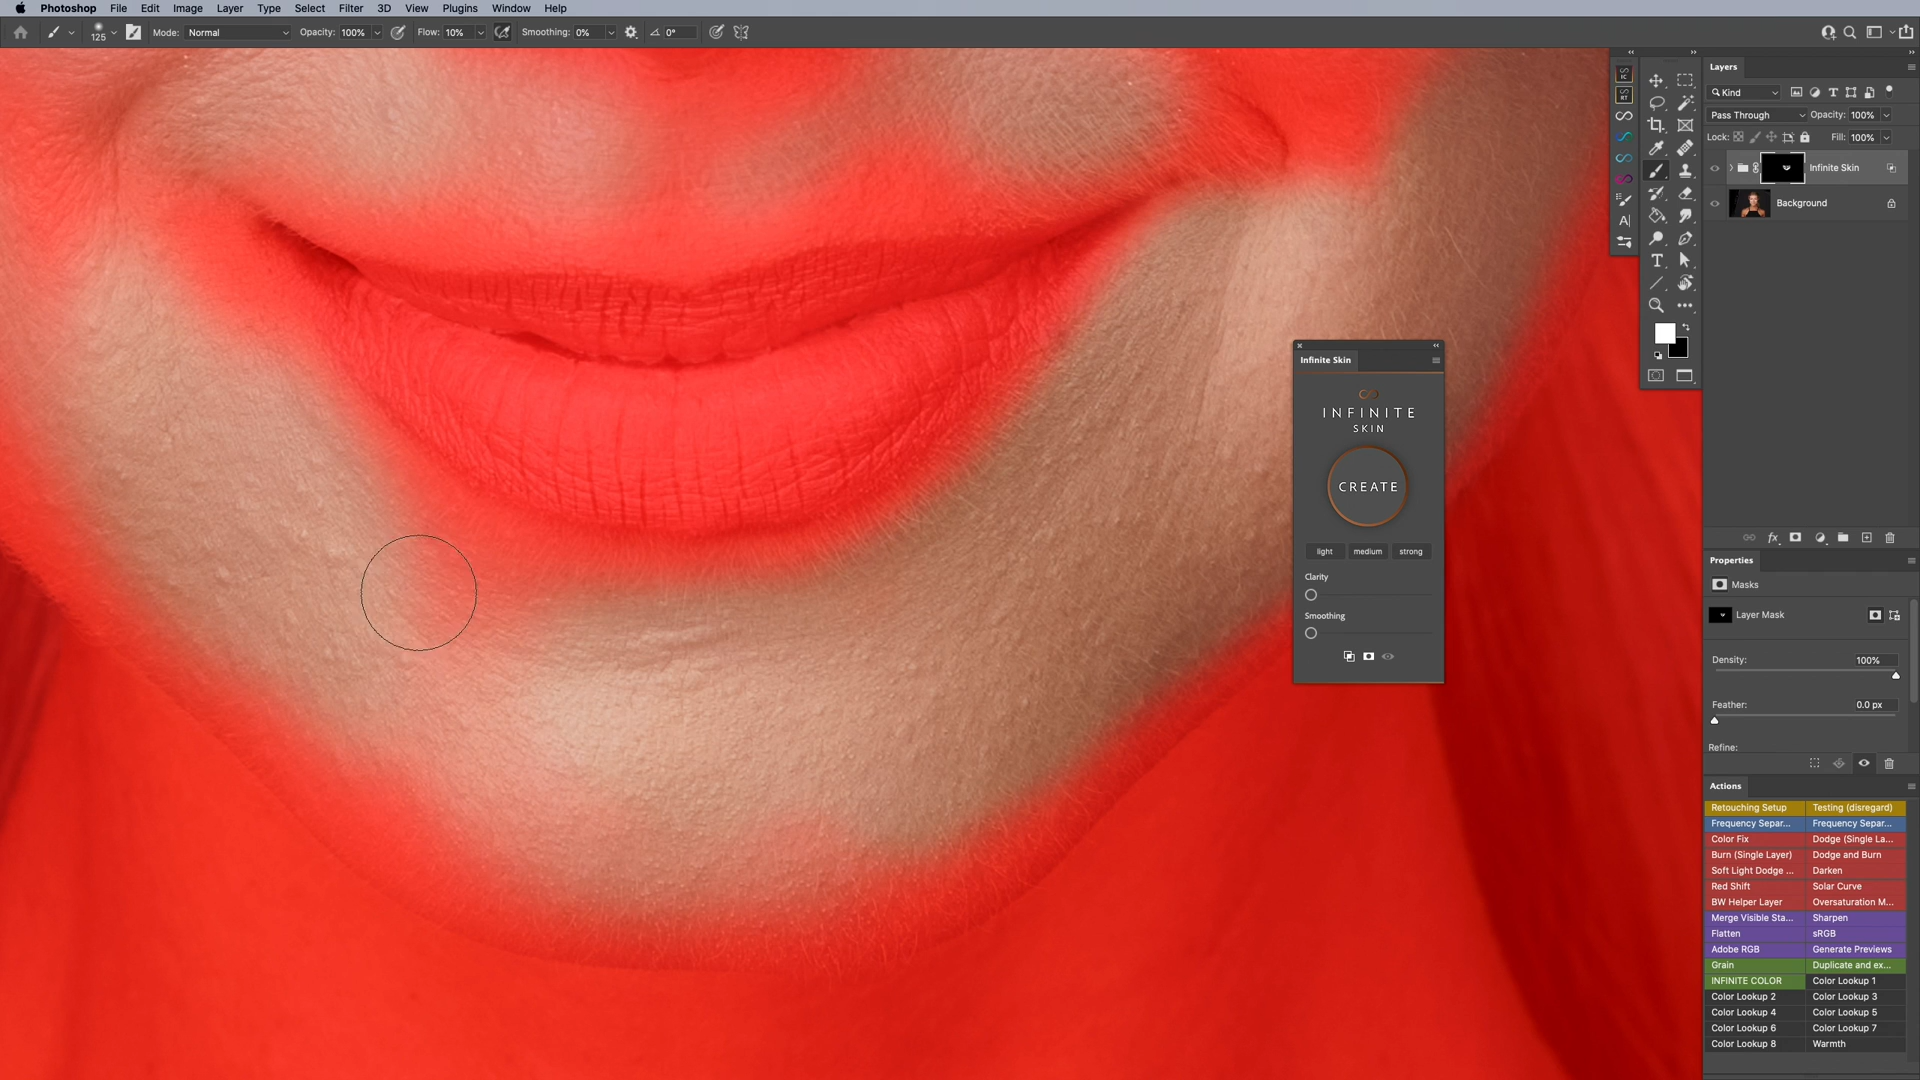 Photoshop File Edit Image Layer Type Select Filter 3D View Plugins Window Help
125 Mode: Normal Opacity: 100% Flow: 10% Smoothing: 0% 0°
Layers
Kind
Pass Through Opacity: 100%
Lock: Fill: 100%
Infinite Skin
Background
Infinite Skin
INFINITE
SKIN
CREATE
light medium strong
Clarity
Smoothing
Properties
Masks
Layer Mask
Density: 100%
Feather: 0.0 px
Refine:
Actions
Retouching Setup Testing (disregard)
Frequency Separ... Frequency Separ...
Color Fix Dodge (Single La...
Burn (Single Layer) Dodge and Burn
Soft Light Dodge ... Darken
Red Shift Solar Curve
BW Helper Layer Oversaturation M...
Merge Visible Sta... Sharpen
Flatten sRGB
Adobe RGB Generate Previews
Grain Duplicate and ex...
INFINITE COLOR Color Lookup 1
Color Lookup 2 Color Lookup 3
Color Lookup 4 Color Lookup 5
Color Lookup 6 Color Lookup 7
Color Lookup 8 Warmth